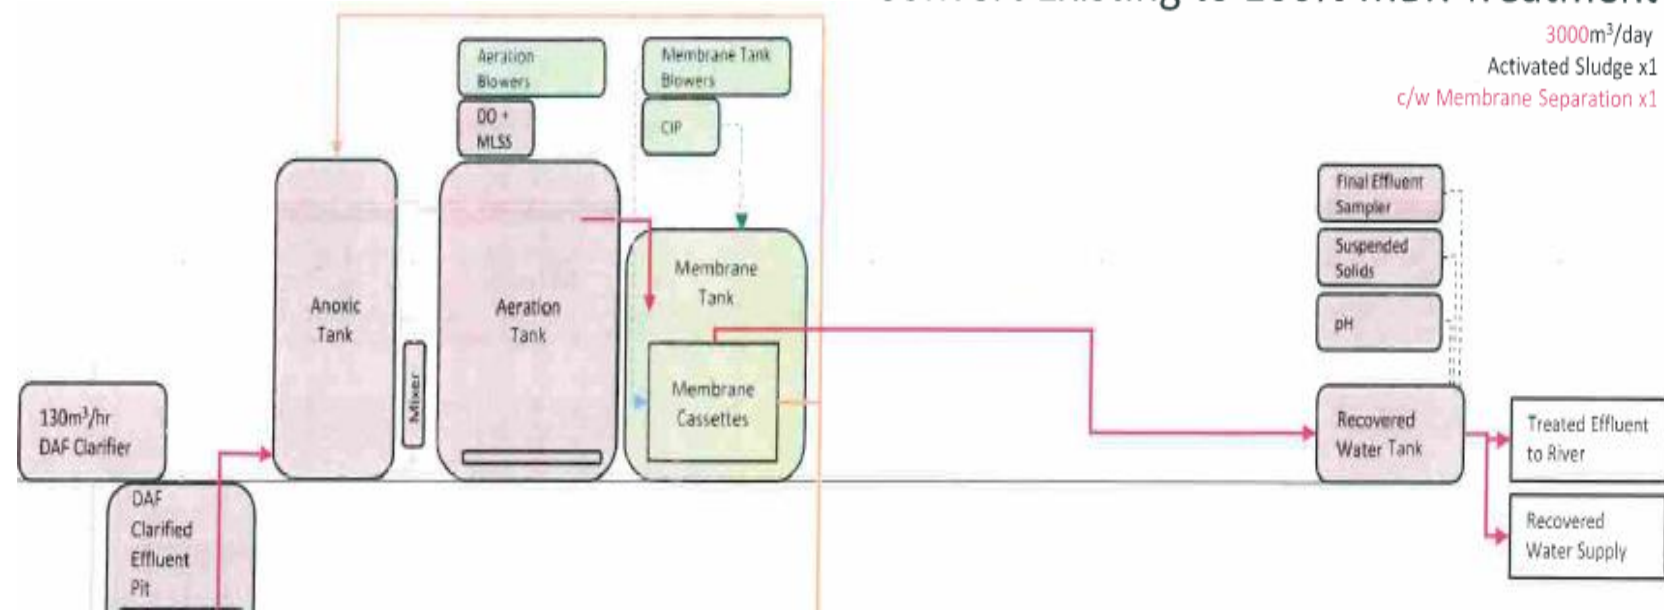 3000m³/day
Activated Sludge x1
c/w Membrane Separation x1
Aeration
Blowers
Membrane Tank
Blowers
DO +
MLSS
CIP
Final Effluent
Sampler
Suspended
Solids
pH
Membrane
Tank
Anoxic
Tank
Aeration
Tank
Mixer
Membrane
Cassettes
130m³/hr
DAF Clarifier
Recovered
Water Tank
Treated Effluent
to River
DAF
Clarified
Effluent
Pit
Recovered
Water Supply